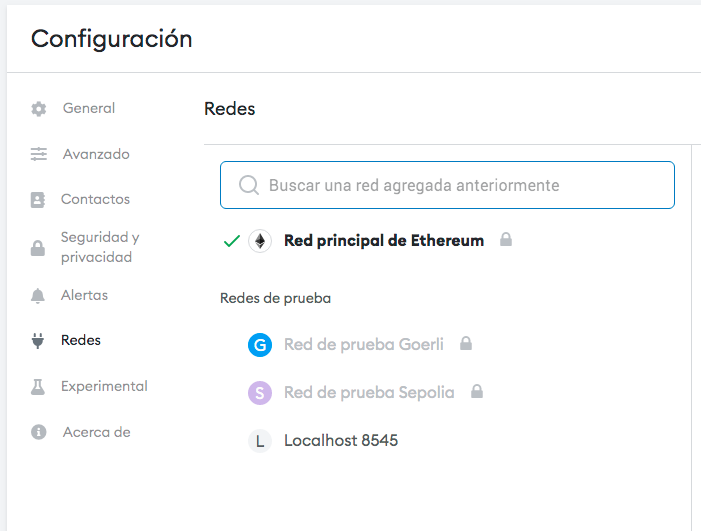 Configuración
General
Avanzado
Contactos
Seguridad y
privacidad
Alertas
Redes
Experimental
Acerca de
Redes
Buscar una red agregada anteriormente
Red principal de Ethereum
Redes de prueba
G Red de prueba Goerli
S Red de prueba Sepolia
L Localhost 8545